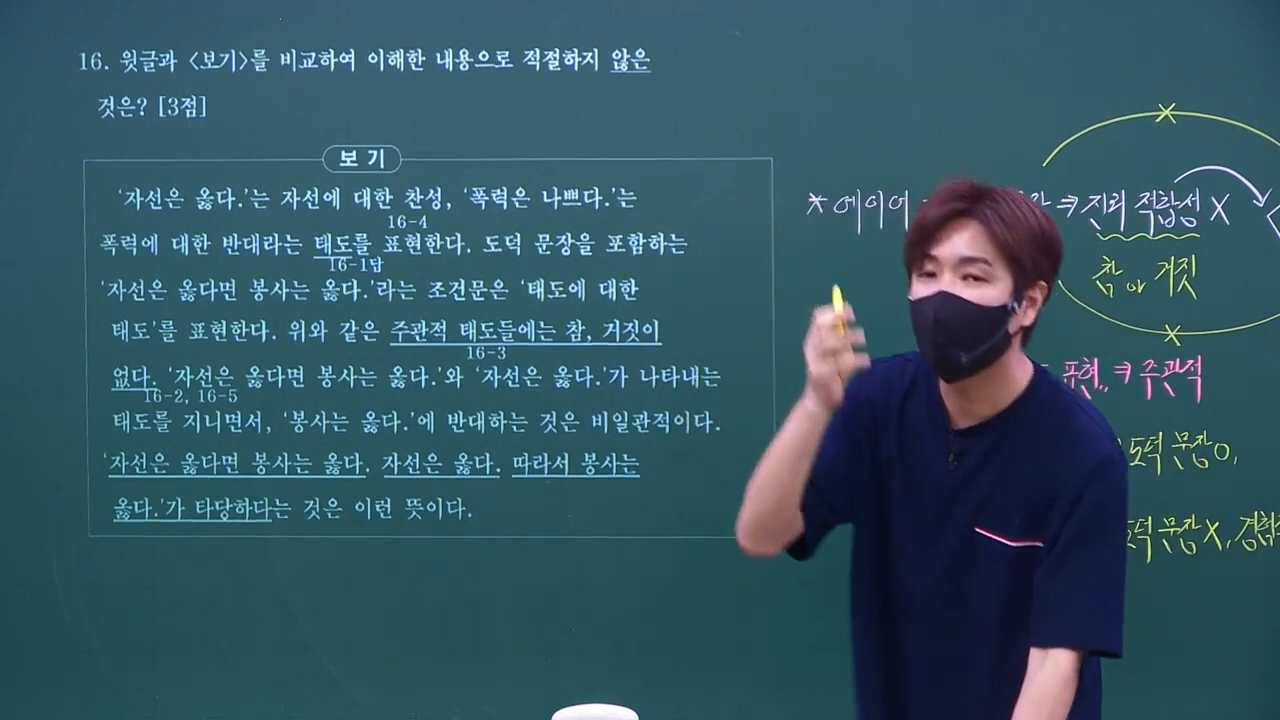 16. 윗글과 <보기>를 비교하여 이해한 내용으로 적절하지 않은
것은? [3점]
보 기
‘자선은 옳다.’는 자선에 대한 찬성, ‘폭력은 나쁘다.’는
16-4
폭력에 대한 반대라는 태도를 표현한다. 도덕 문장을 포함하는
16-1답
‘자선은 옳다면 봉사는 옳다.’라는 조건문은 ‘태도에 대한
태도’를 표현한다. 위와 같은 주관적 태도들에는 참, 거짓이
16-3
없다. ‘자선은 옳다면 봉사는 옳다.’와 ‘자선은 옳다.’가 나타내는
16-2, 16-5
태도를 지니면서, ‘봉사는 옳다.’에 반대하는 것은 비일관적이다.
‘자선은 옳다면 봉사는 옳다. 자선은 옳다. 따라서 봉사는
옳다.’가 타당하다는 것은 이런 뜻이다.
* 에이어
진리 적합성 X
참 or 거짓
표현,, ㅋ 주관적
도덕 문장 O,
도덕 문장 X, 경험